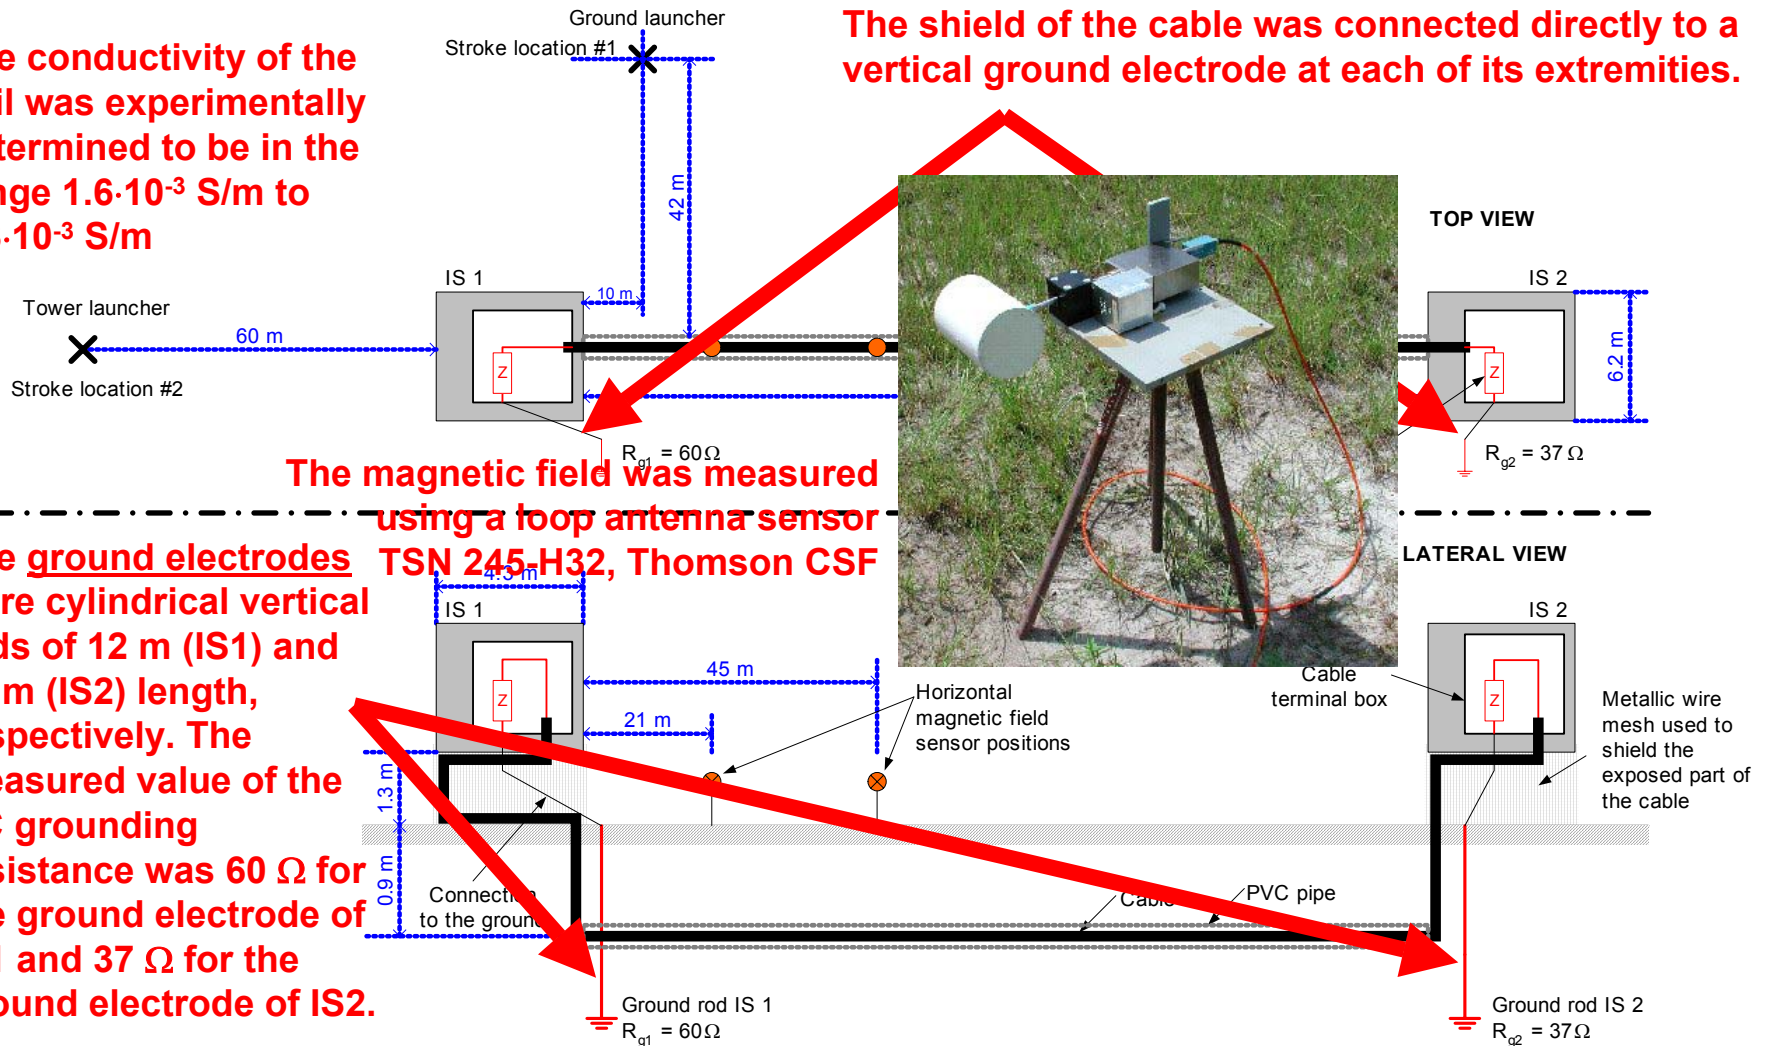 Ground launcher
Stroke location #1
The shield of the cable was connected directly to a
vertical ground electrode at each of its extremities.
e conductivity of the
il was experimentally
termined to be in the
nge 1.6·10-3 S/m to
·10-3 S/m
42 m
TOP VIEW
IS 1
10 m
IS 2
Tower launcher
60 m
6.2 m
Z
Z
Stroke location #2
Rg1 = 60Ω
Rg2 = 37 Ω
The magnetic field was measured
using a loop antenna sensor
TSN 245-H32, Thomson CSF
LATERAL VIEW
e ground electrodes
re cylindrical vertical
ds of 12 m (IS1) and
m (IS2) length,
spectively. The
easured value of the
C grounding
sistance was 60 Ω for
e ground electrode of
1 and 37 Ω for the
ound electrode of IS2.
4.3 m
IS 1
IS 2
45 m
Z
Z
21 m
Horizontal
magnetic field
sensor positions
Cable
terminal box
Metallic wire
mesh used to
shield the
exposed part of
the cable
1.3 m
0.9 m
Connection
to the ground
Cable
PVC pipe
Ground rod IS 1
Rg1 = 60Ω
Ground rod IS 2
Rg2 = 37Ω